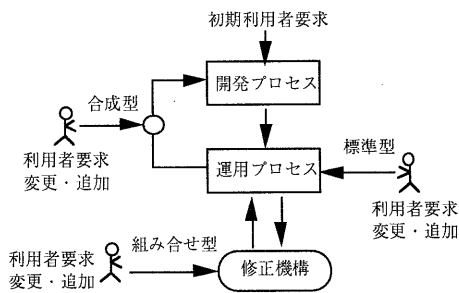 初期利用者要求
開発プロセス
合成型
利用者要求
変更・追加
運用プロセス
標準型
利用者要求
変更・追加
組み合せ型
利用者要求
変更・追加
修正機構